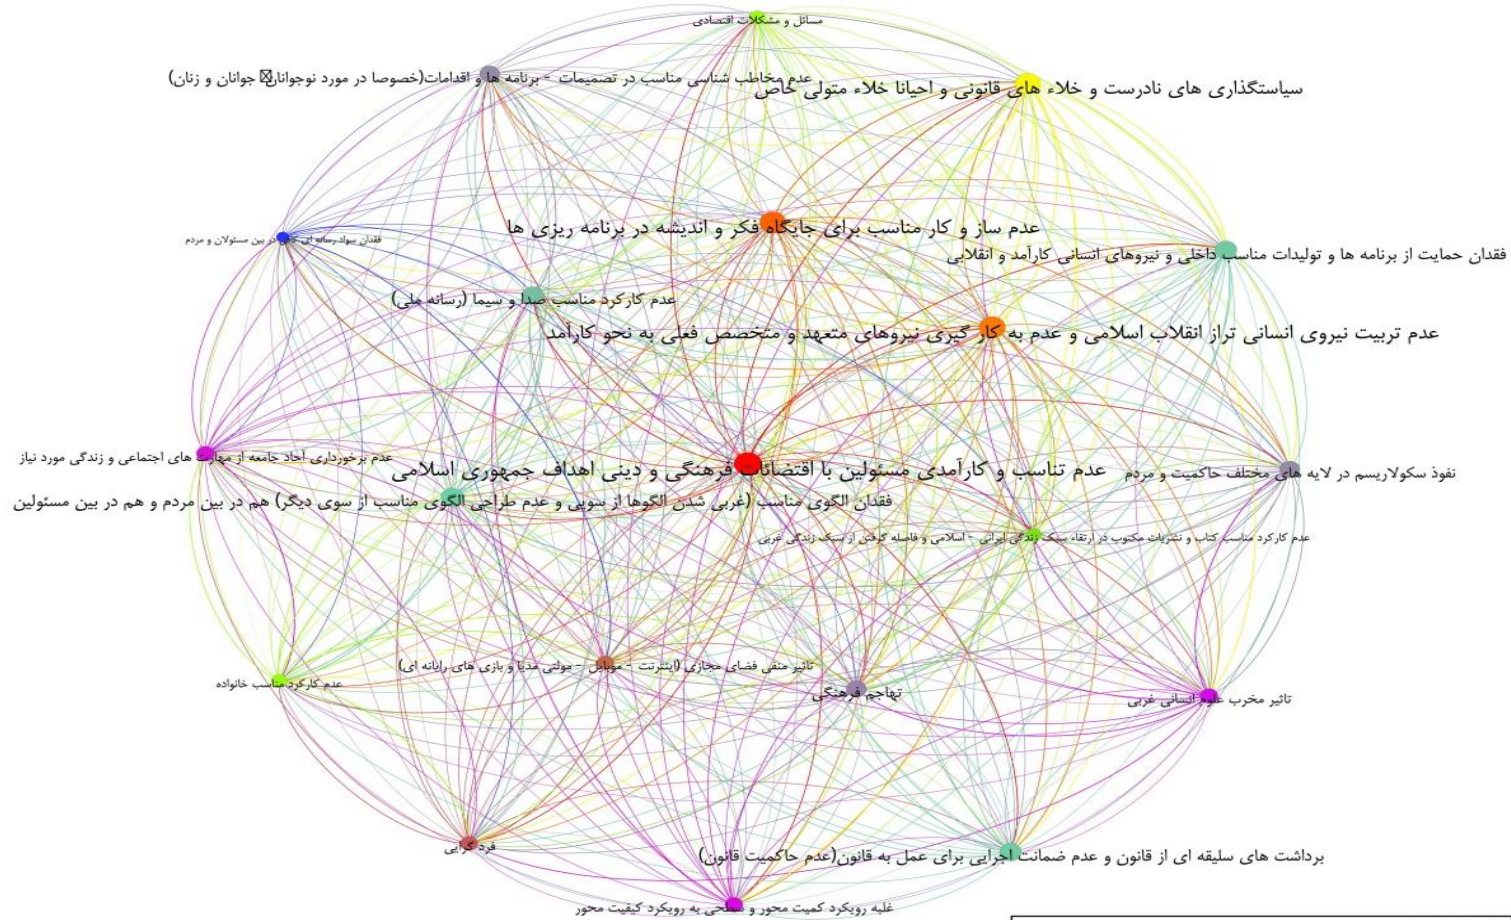 مسائل و مشکلات اقتصادی
عدم مخاطب شناسی مناسب در تصمیمات - برنامه ها و اقدامات(خصوصا در مورد نوجوانان جوانان و زنان)
سیاستگذاری های نادرست و خلاء های قانونی و احیانا خلاء متولی خاص
عدم ساز و کار مناسب برای جایگاه فکر و اندیشه در برنامه ریزی ها
فقدان سواد رسانه ای کافی در بین مسئولان و مردم
فقدان حمایت از برنامه ها و تولیدات مناسب داخلی و نیروهای انسانی کارآمد و انقلابی
عدم کارکرد مناسب صدا و سیما (رسانه ملی)
عدم تربیت نیروی انسانی تراز انقلاب اسلامی و عدم به کار گیری نیروهای متعهد و متخصص فعلی به نحو کارآمد
عدم برخورداری آحاد جامعه از مهارت های اجتماعی و زندگی مورد نیاز
عدم تناسب و کارآمدی مسئولین با اقتضائات فرهنگی و دینی اهداف جمهوری اسلامی
نفوذ سکولاریسم در لایه های مختلف حاکمیت و مردم
فقدان الگوی مناسب (غربی شدن الگوها از سویی و عدم طراحی الگوی مناسب از سوی دیگر) هم در بین مردم و هم در بین مسئولین
عدم کارکرد مناسب کتاب و نشریات مکتوب در ارتقاء سبک زندگی ایرانی - اسلامی و فاصله گرفتن از سبک زندگی غربی
تاثیر منفی فضای مجازی (اینترنت - موبایل - مولتی مدیا و بازی های رایانه ای)
عدم کارکرد مناسب خانواده
تهاجم فرهنگی
تاثیر مخرب علوم انسانی غربی
فرد گرایی
برداشت های سلیقه ای از قانون و عدم ضمانت اجرایی برای عمل به قانون(عدم حاکمیت قانون)
غلبه رویکرد کمیت محور و سطحی به رویکرد کیفیت محور